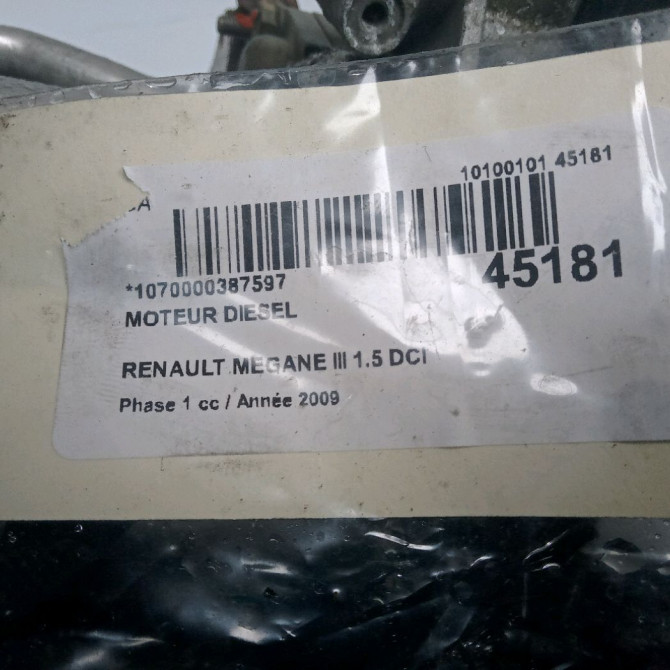 10100101 45181
*1070000387597
45181
MOTEUR DIESEL
RENAULT MEGANE III 1.5 DCI
Phase 1 cc / Année 2009